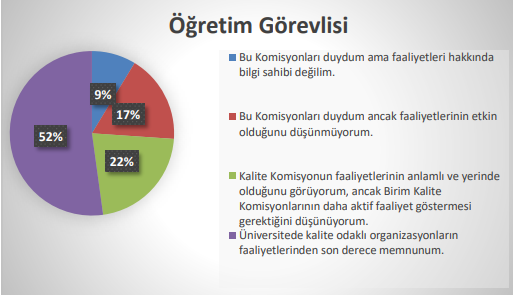 Öğretim Görevlisi
9%
17%
22%
52%
Bu Komisyonları duydum ama faaliyetleri hakkında
bilgi sahibi değilim.
Bu Komisyonları duydum ancak faaliyetlerinin etkin
olduğunu düşünmüyorum.
Kalite Komisyonun faaliyetlerinin anlamlı ve yerinde
olduğunu görüyorum, ancak Birim Kalite
Komisyonlarının daha aktif faaliyet göstermesi
gerektiğini düşünüyorum.
Üniversitede kalite odaklı organizasyonların
faaliyetlerinden son derece memnunum.